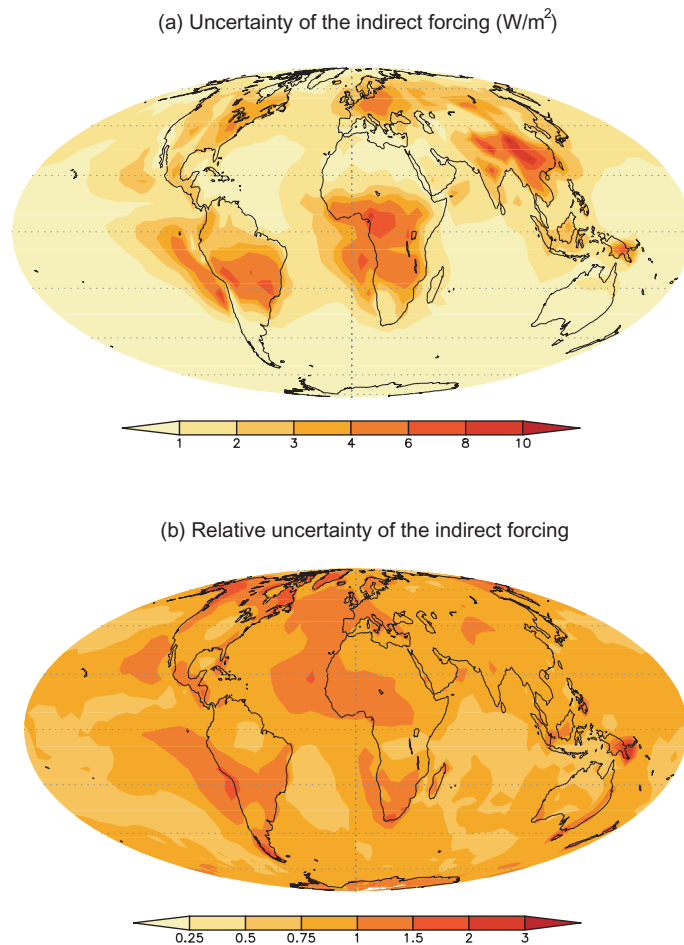 (a) Uncertainty of the indirect forcing (W/m²)
1 2 3 4 6 8 10
(b) Relative uncertainty of the indirect forcing
0.25 0.5 0.75 1 1.5 2 3